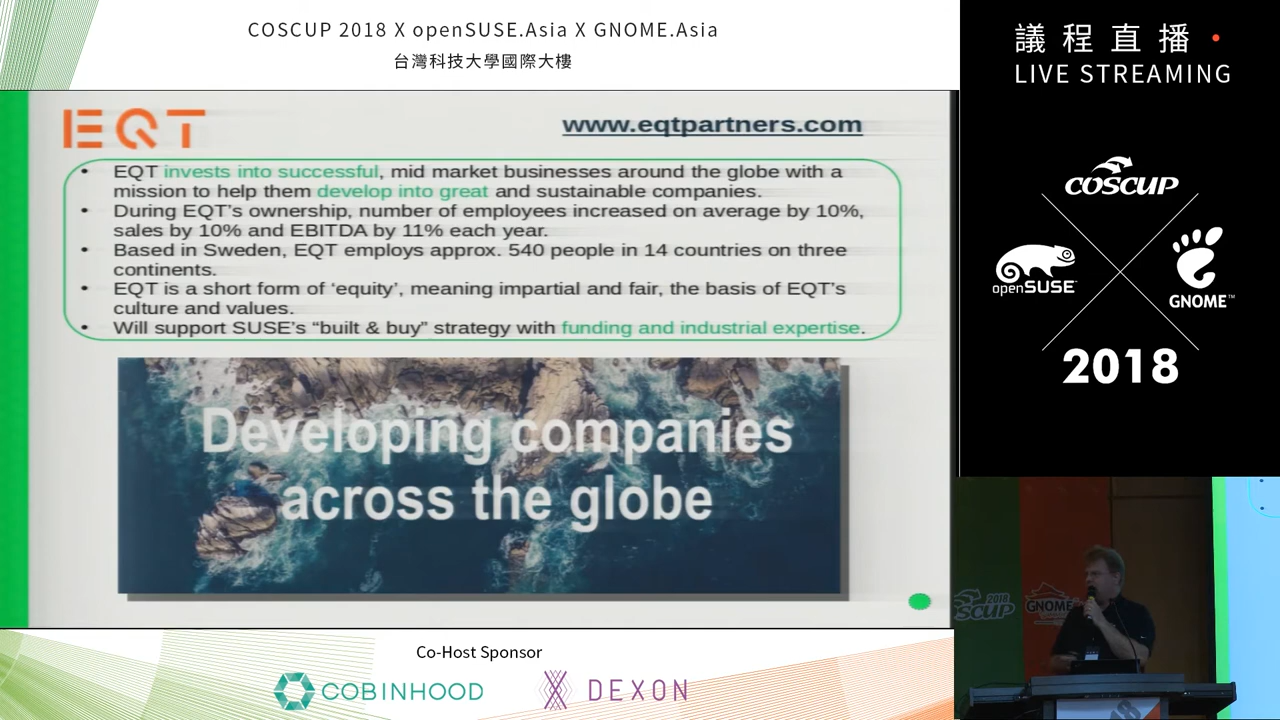 COSCUP 2018 X openSUSE.Asia X GNOME.Asia
台灣科技大學國際大樓
議程直播
LIVE STREAMING
EQT
www.eqtpartners.com
• EQT invests into successful, mid market businesses around the globe with a
mission to help them develop into great and sustainable companies.
• During EQT’s ownership, number of employees increased on average by 10%,
sales by 10% and EBITDA by 11% each year.
• Based in Sweden, EQT employs approx. 540 people in 14 countries on three
continents.
• EQT is a short form of ‘equity’, meaning impartial and fair, the basis of EQT’s
culture and values.
• Will support SUSE’s “built & buy” strategy with funding and industrial expertise.
Developing companies
across the globe
COSCUP
openSUSE
GNOME™
2018
2018
GNOME
Co-Host Sponsor
COBINHOOD
DEXON